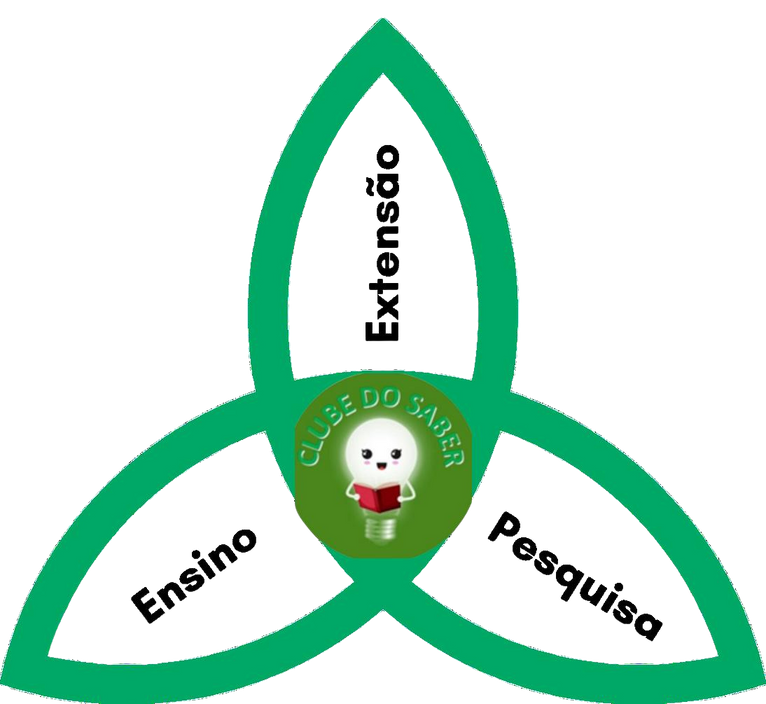 Extensão
CLUBE DO SABER
Ensino
Pesquisa